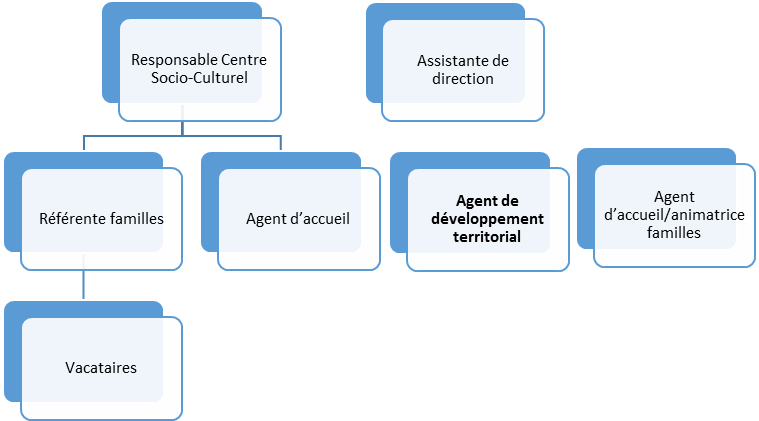 Responsable Centre
Socio-Culturel
Assistante de
direction
Référente familles
Agent d’accueil
Agent de
développement
territorial
Agent
d’accueil/animatrice
familles
Vacataires